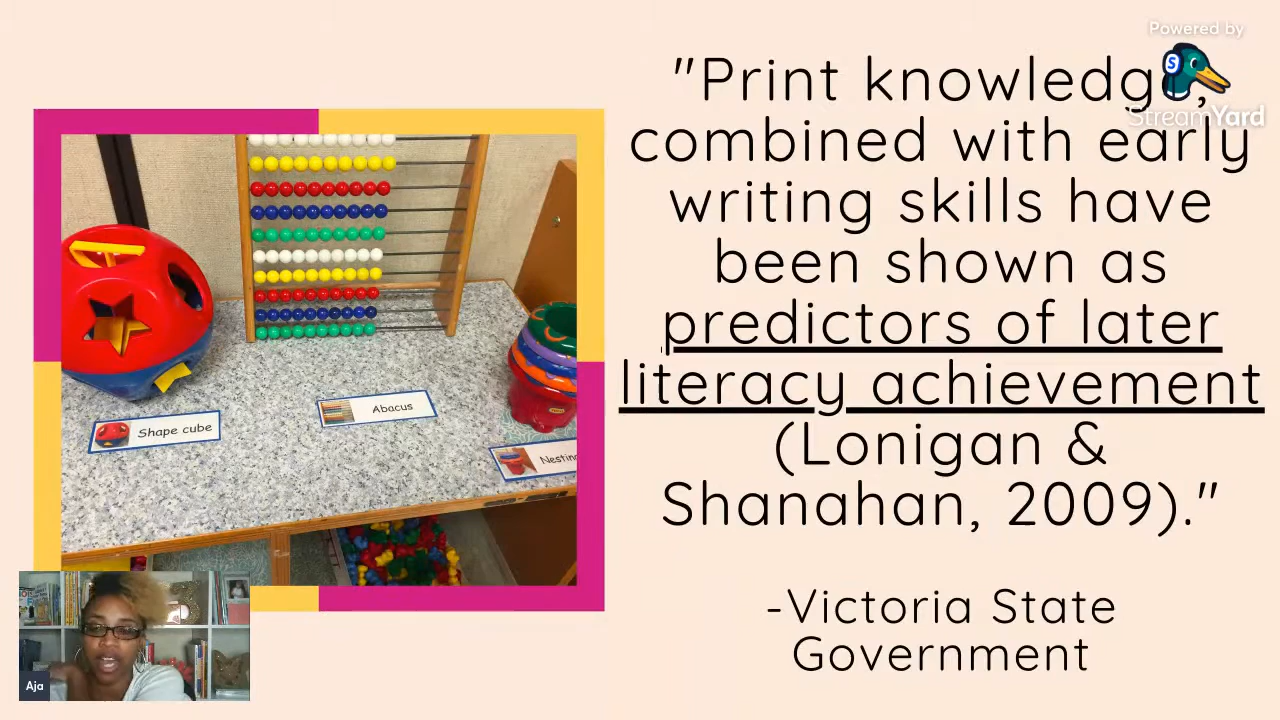 Powered by
StreamYard
"Print knowledge,
combined with early
writing skills have
been shown as
predictors of later
literacy achievement
(Lonigan &
Shanahan, 2009)."
-Victoria State
Government
Shape cube
Abacus
Aja